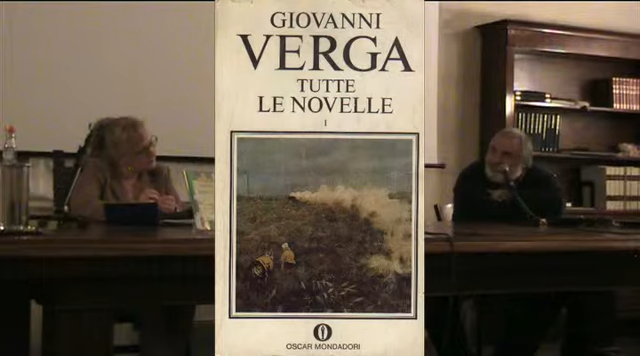 GIOVANNI
VERGA
TUTTE
LE NOVELLE
I
OSCAR MONDADORI